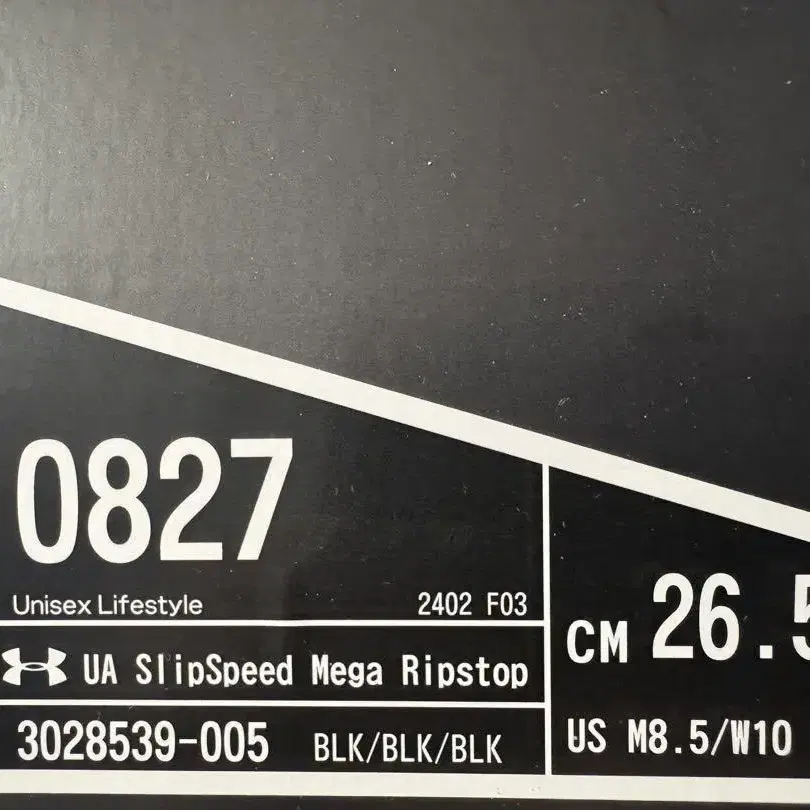 0827
Unisex Lifestyle 2402 F03
UA SlipSpeed Mega Ripstop
3028539-005 BLK/BLK/BLK
CM 26.5
US M8.5/W10